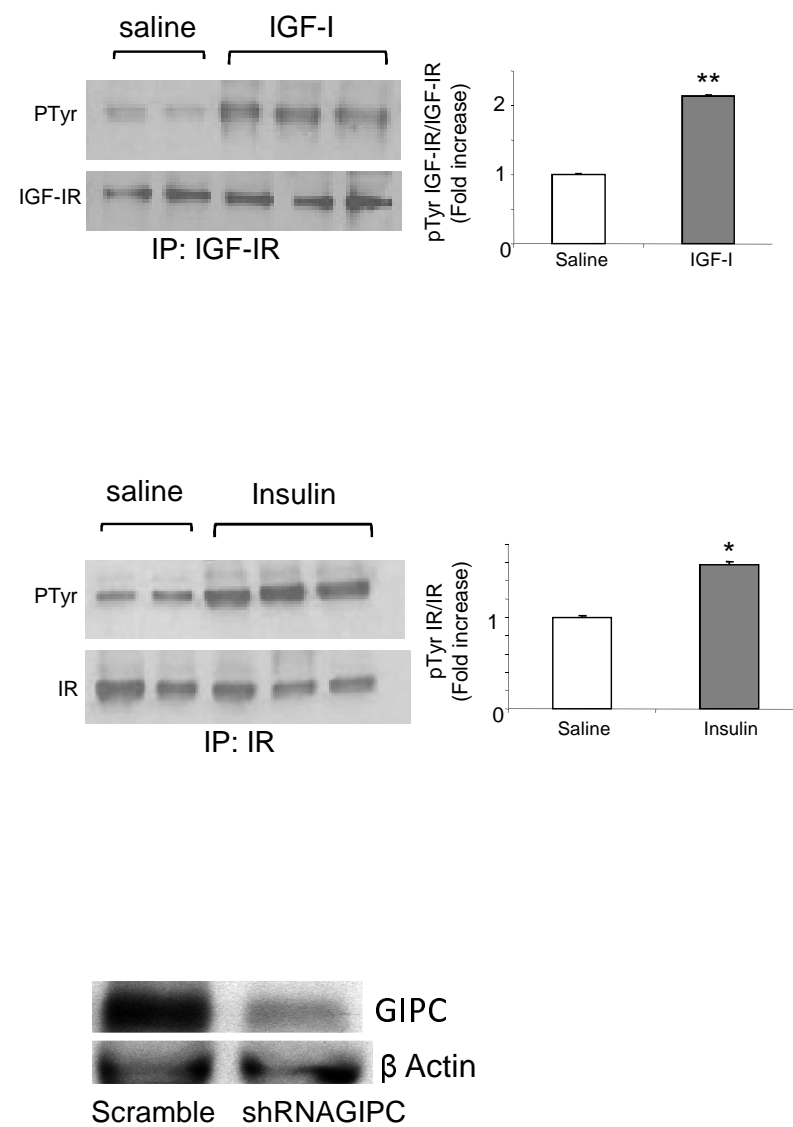 saline IGF-I
PTyr
IGF-IR
IP: IGF-IR
pTyr IGF-IR/IGF-IR
(Fold increase)
2
1
0
**
Saline IGF-I
saline Insulin
PTyr
IR
IP: IR
pTyr IR/IR
(Fold increase)
1
0
*
Saline Insulin
GIPC
β Actin
Scramble shRNAGIPC